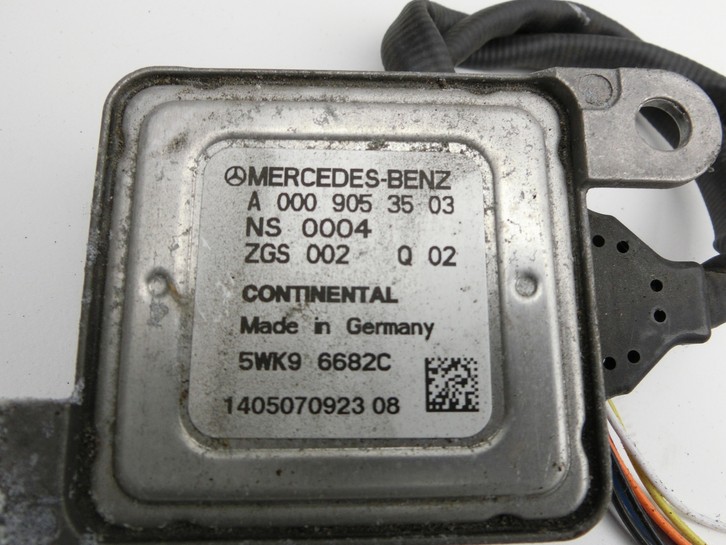 MERCEDES-BENZ
A 000 905 35 03
NS 0004
ZGS 002 Q 02
CONTINENTAL
Made in Germany
5WK9 6682C
1405070923 08